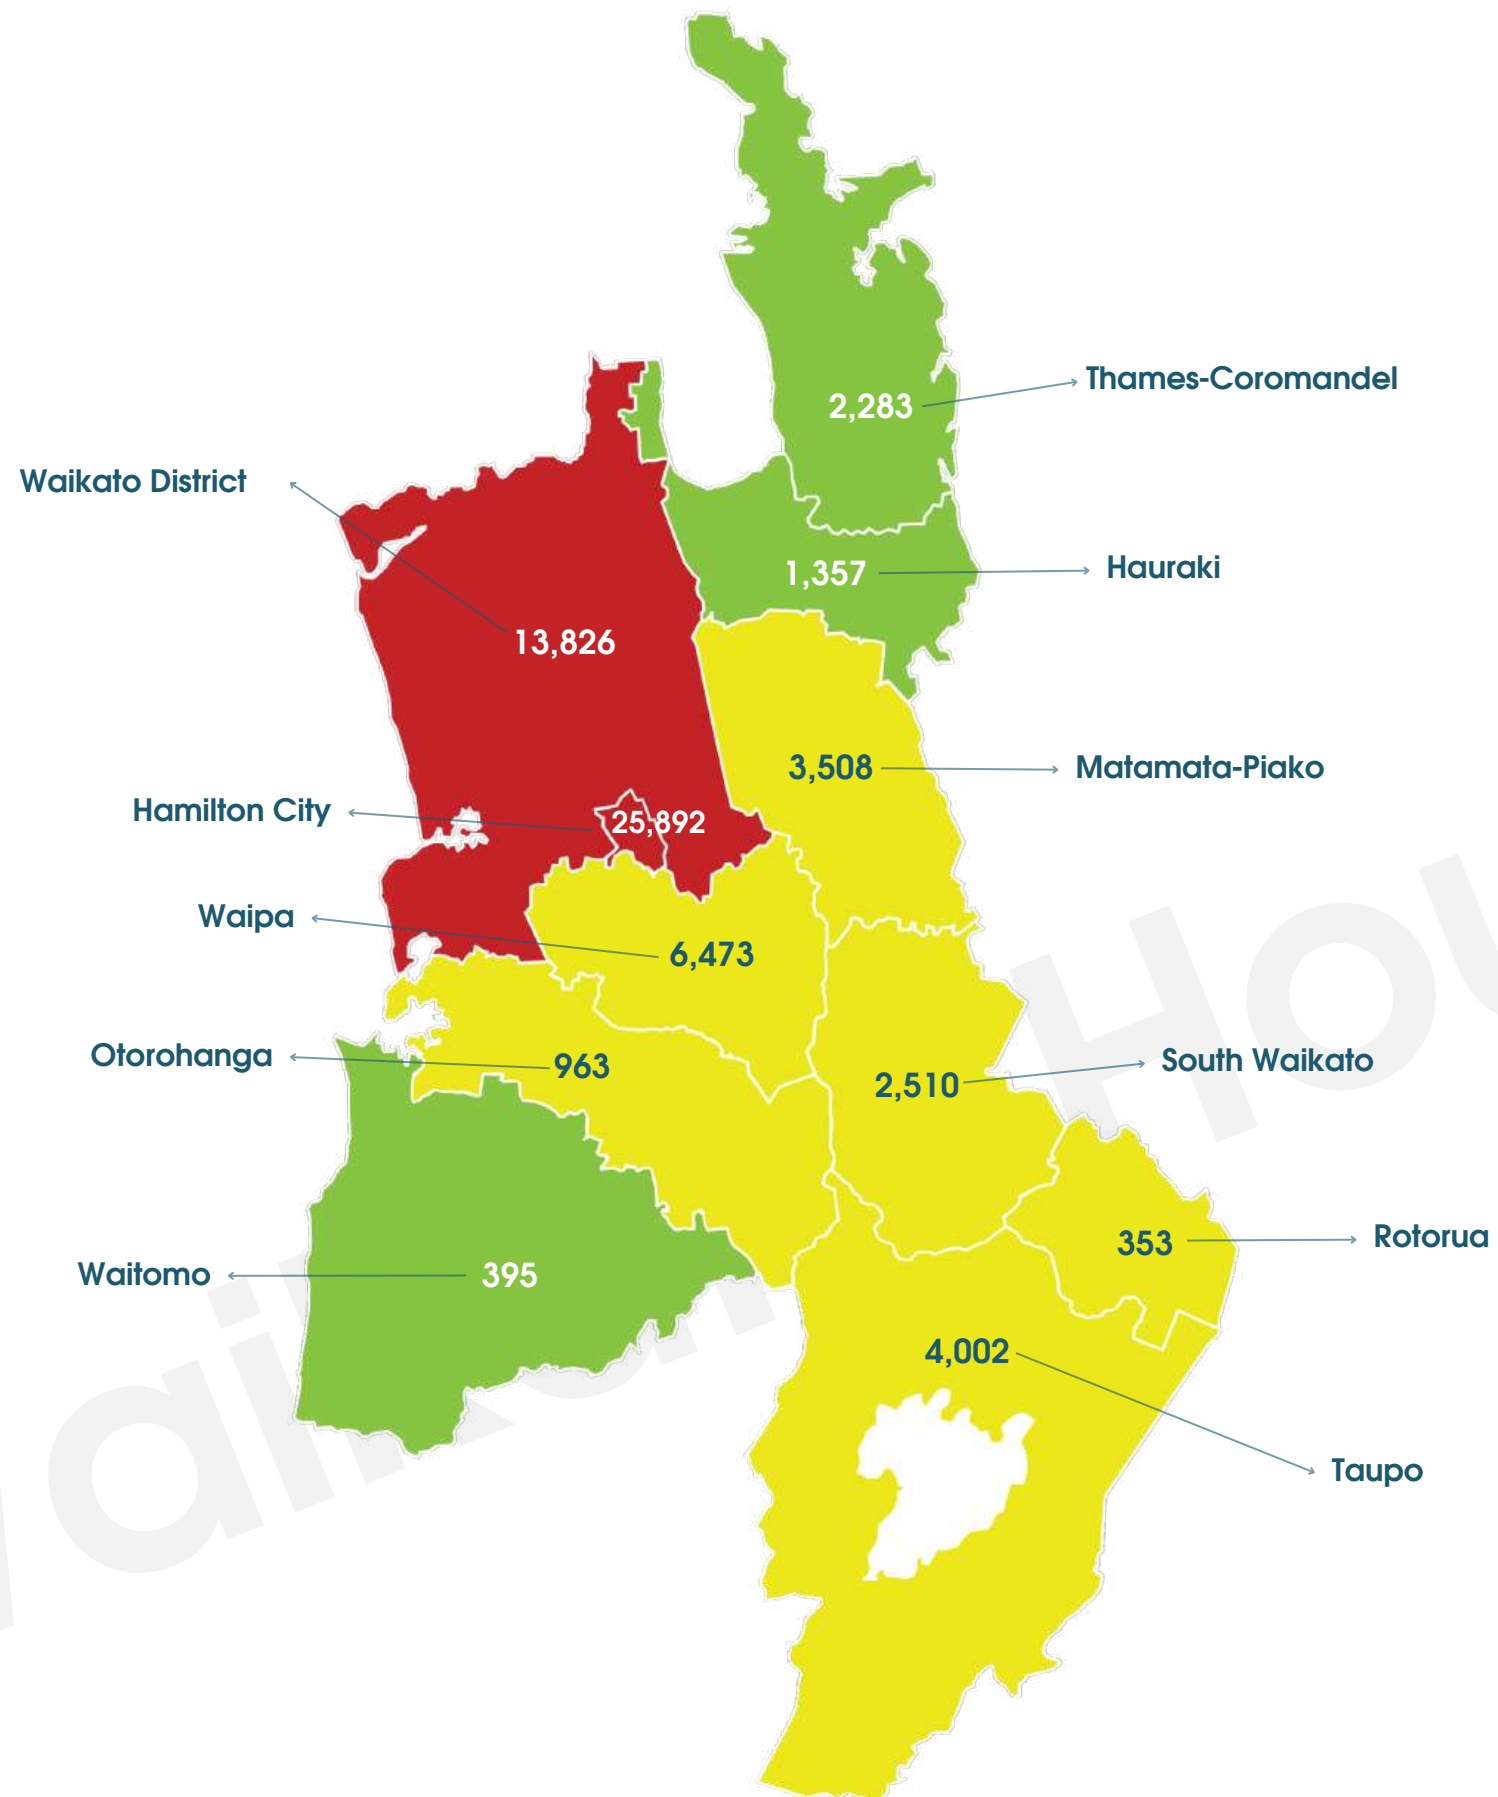 2,283
Thames-Coromandel
Waikato District
1,357
Hauraki
13,826
3,508
Matamata-Piako
Hamilton City
25,892
Waipa
6,473
Otorohanga
963
2,510
South Waikato
353
Rotorua
Waitomo
395
4,002
Taupo